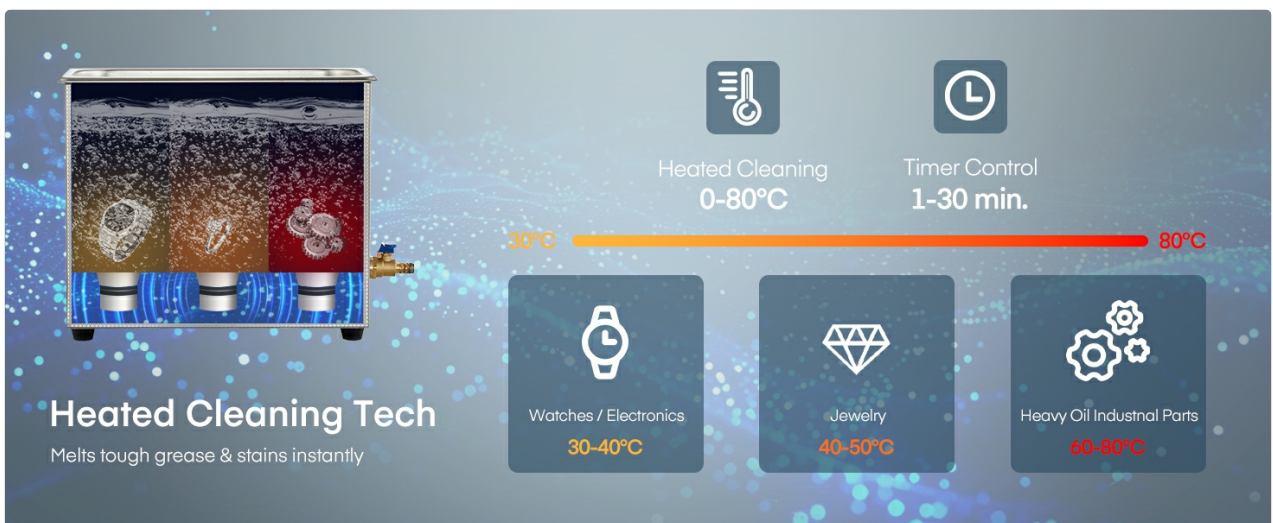 Heated Cleaning
0-80°C
Timer Control
1-30 min.
30°C
80°C
Watches / Electronics
30-40°C
Jewelry
40-50°C
Heavy Oil Industnal Parts
60-80°C
Heated Cleaning Tech
Melts tough grease & stains instantly